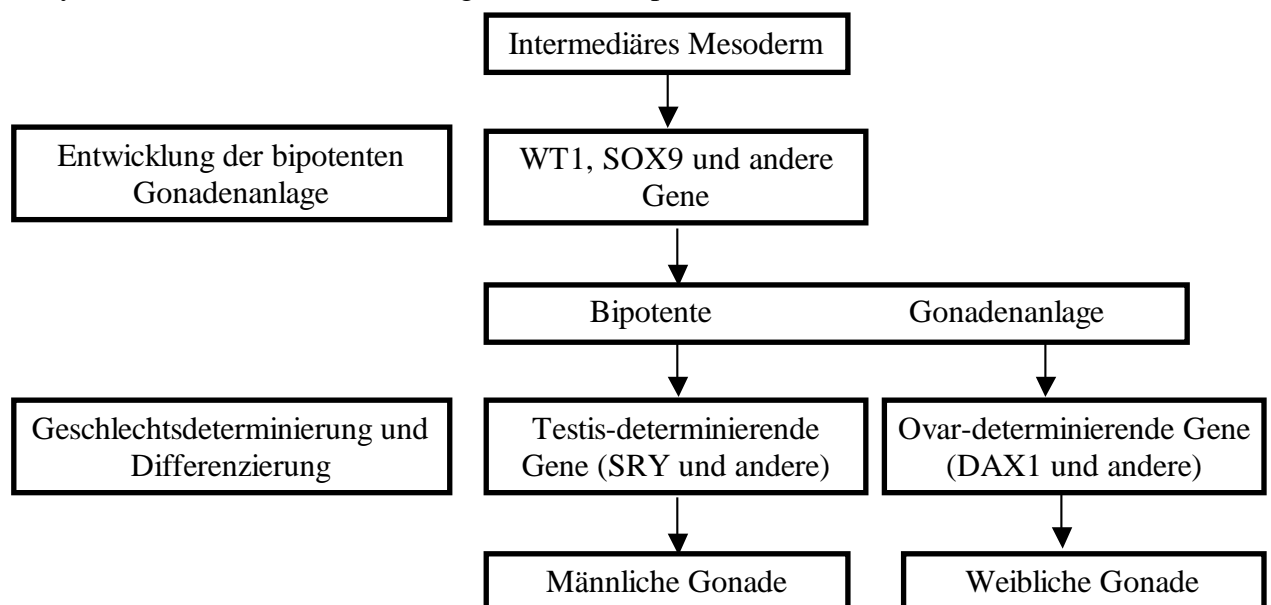 Intermediäres Mesoderm
Entwicklung der bipotenten
Gonadenanlage
WT1, SOX9 und andere
Gene
Bipotente Gonadenanlage
Geschlechtsdeterminierung und
Differenzierung
Testis-determinierende
Gene (SRY und andere)
Ovar-determinierende Gene
(DAX1 und andere)
Männliche Gonade
Weibliche Gonade